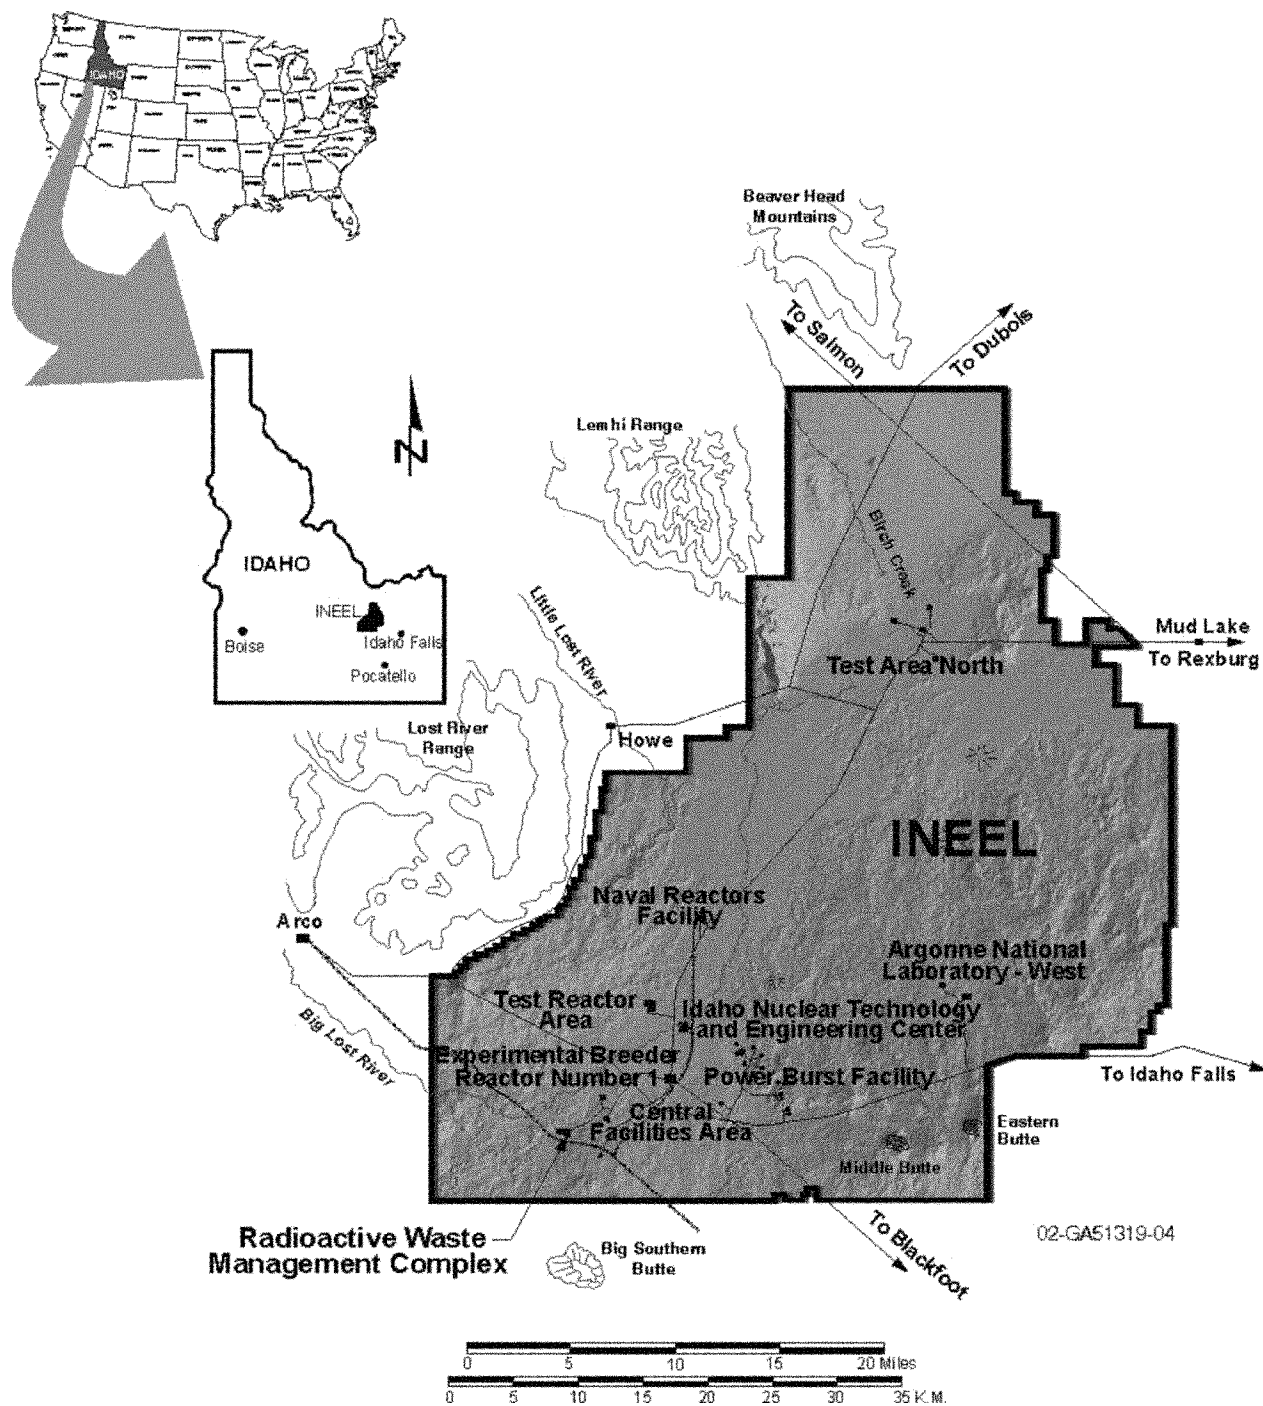 IDAHO
Beaver Head
Mountains
To Salmon
To Dubois
Lemhi Range
N
Birch Creek
IDAHO
INEEL
Boise
Idaho Falls
Pocatello
Little Lost River
Mud Lake
To Rexburg
Test Area North
Lost River
Range
Howe
INEEL
Naval Reactors
Facility
Arco
Argonne National
Laboratory - West
Test Reactor
Area
Idaho Nuclear Technology
and Engineering Center
Big Lost River
Experimental Breeder
Reactor Number 1
Power Burst Facility
To Idaho Falls
Central
Facilities Area
Eastern
Butte
Middle Butte
Radioactive Waste
Management Complex
Big Southern
Butte
To Blackfoot
02-GA51319-04
0 5 10 15 20 Miles
0 5 10 15 20 25 30 35 K.M.